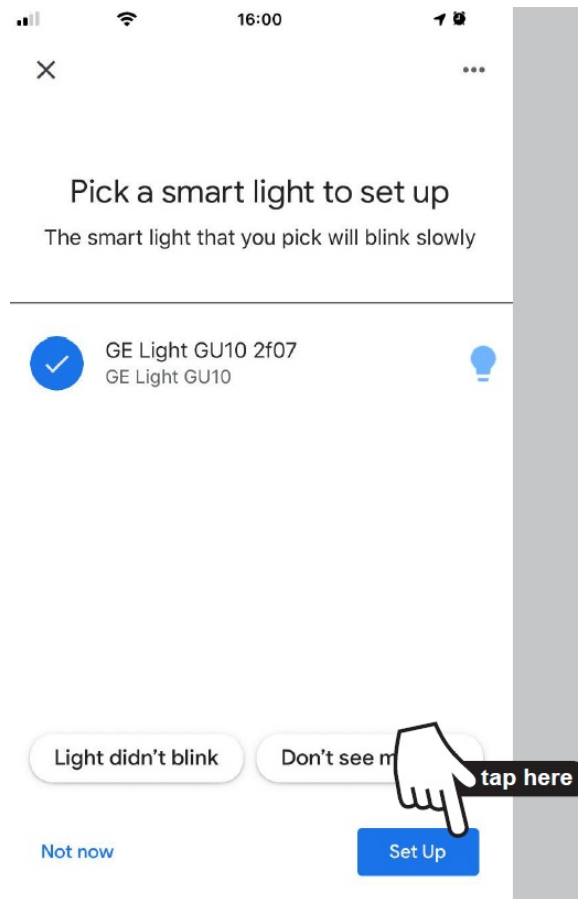 16:00
Pick a smart light to set up
The smart light that you pick will blink slowly
GE Light GU10 2f07
GE Light GU10
Light didn't blink
Don't see
tap here
Not now
Set Up